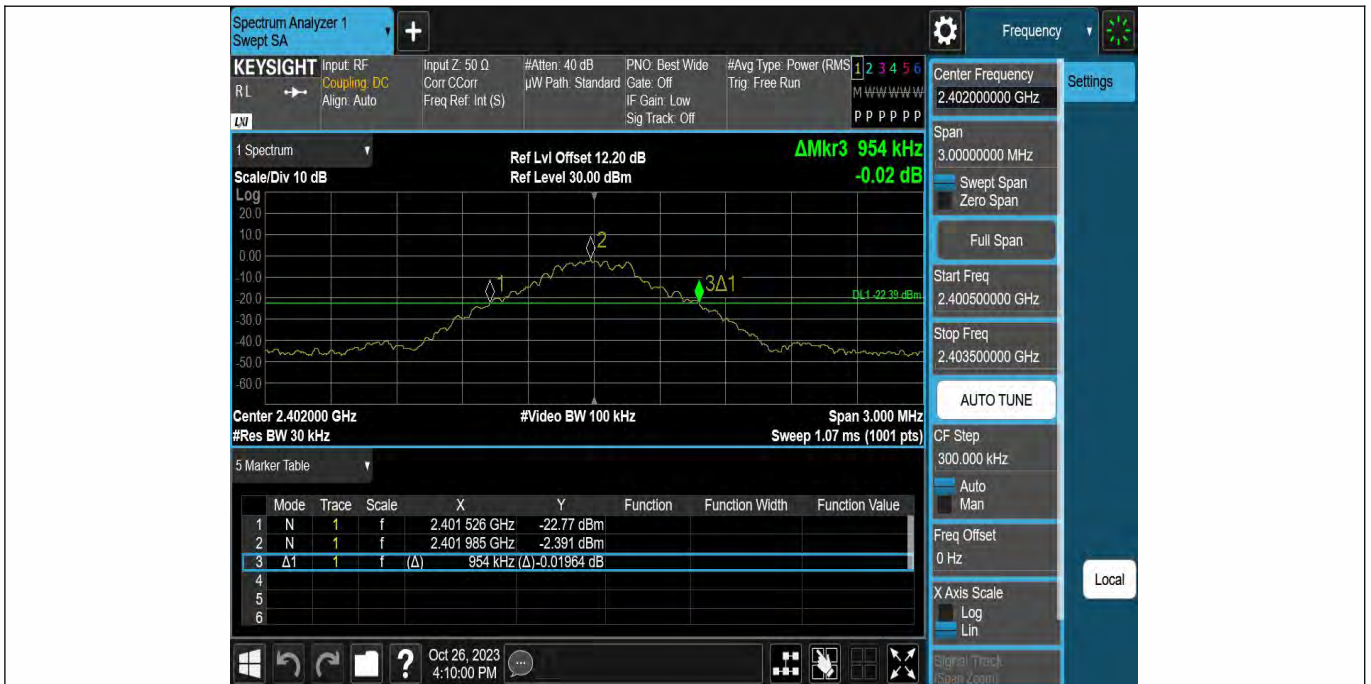 Spectrum Analyzer 1
Swept SA
+
Frequency
KEYSIGHT
RL
LXI
Input: RF
Coupling: DC
Align: Auto
Input Z: 50 Ω
Corr CCorr
Freq Ref: Int (S)
#Atten: 40 dB
µW Path: Standard
PNO: Best Wide
Gate: Off
IF Gain: Low
Sig Track: Off
#Avg Type: Power (RMS
Trig: Free Run
1 2 3 4 5 6
M W W W W W
P P P P P P
1 Spectrum
Scale/Div 10 dB
Ref Lvl Offset 12.20 dB
Ref Level 30.00 dBm
ΔMkr3 954 kHz
-0.02 dB
Log
20.0
10.0
0.00
-10.0
-20.0
-30.0
-40.0
-50.0
-60.0
1
2
3Δ1
DL1 -22.39 dBm
Center 2.402000 GHz
#Video BW 100 kHz
Span 3.000 MHz
#Res BW 30 kHz
Sweep 1.07 ms (1001 pts)
5 Marker Table
Mode Trace Scale X Y Function Function Width Function Value
1 N 1 f 2.401 526 GHz -22.77 dBm
2 N 1 f 2.401 985 GHz -2.391 dBm
3 Δ1 1 f (Δ) 954 kHz (Δ) -0.01964 dB
4
5
6
?
Oct 26, 2023
4:10:00 PM
Center Frequency
2.402000000 GHz
Settings
Span
3.00000000 MHz
Swept Span
Zero Span
Full Span
Start Freq
2.400500000 GHz
Stop Freq
2.403500000 GHz
AUTO TUNE
CF Step
300.000 kHz
Auto
Man
Freq Offset
0 Hz
X Axis Scale
Log
Lin
Signal Track
(Span Zoom)
Local